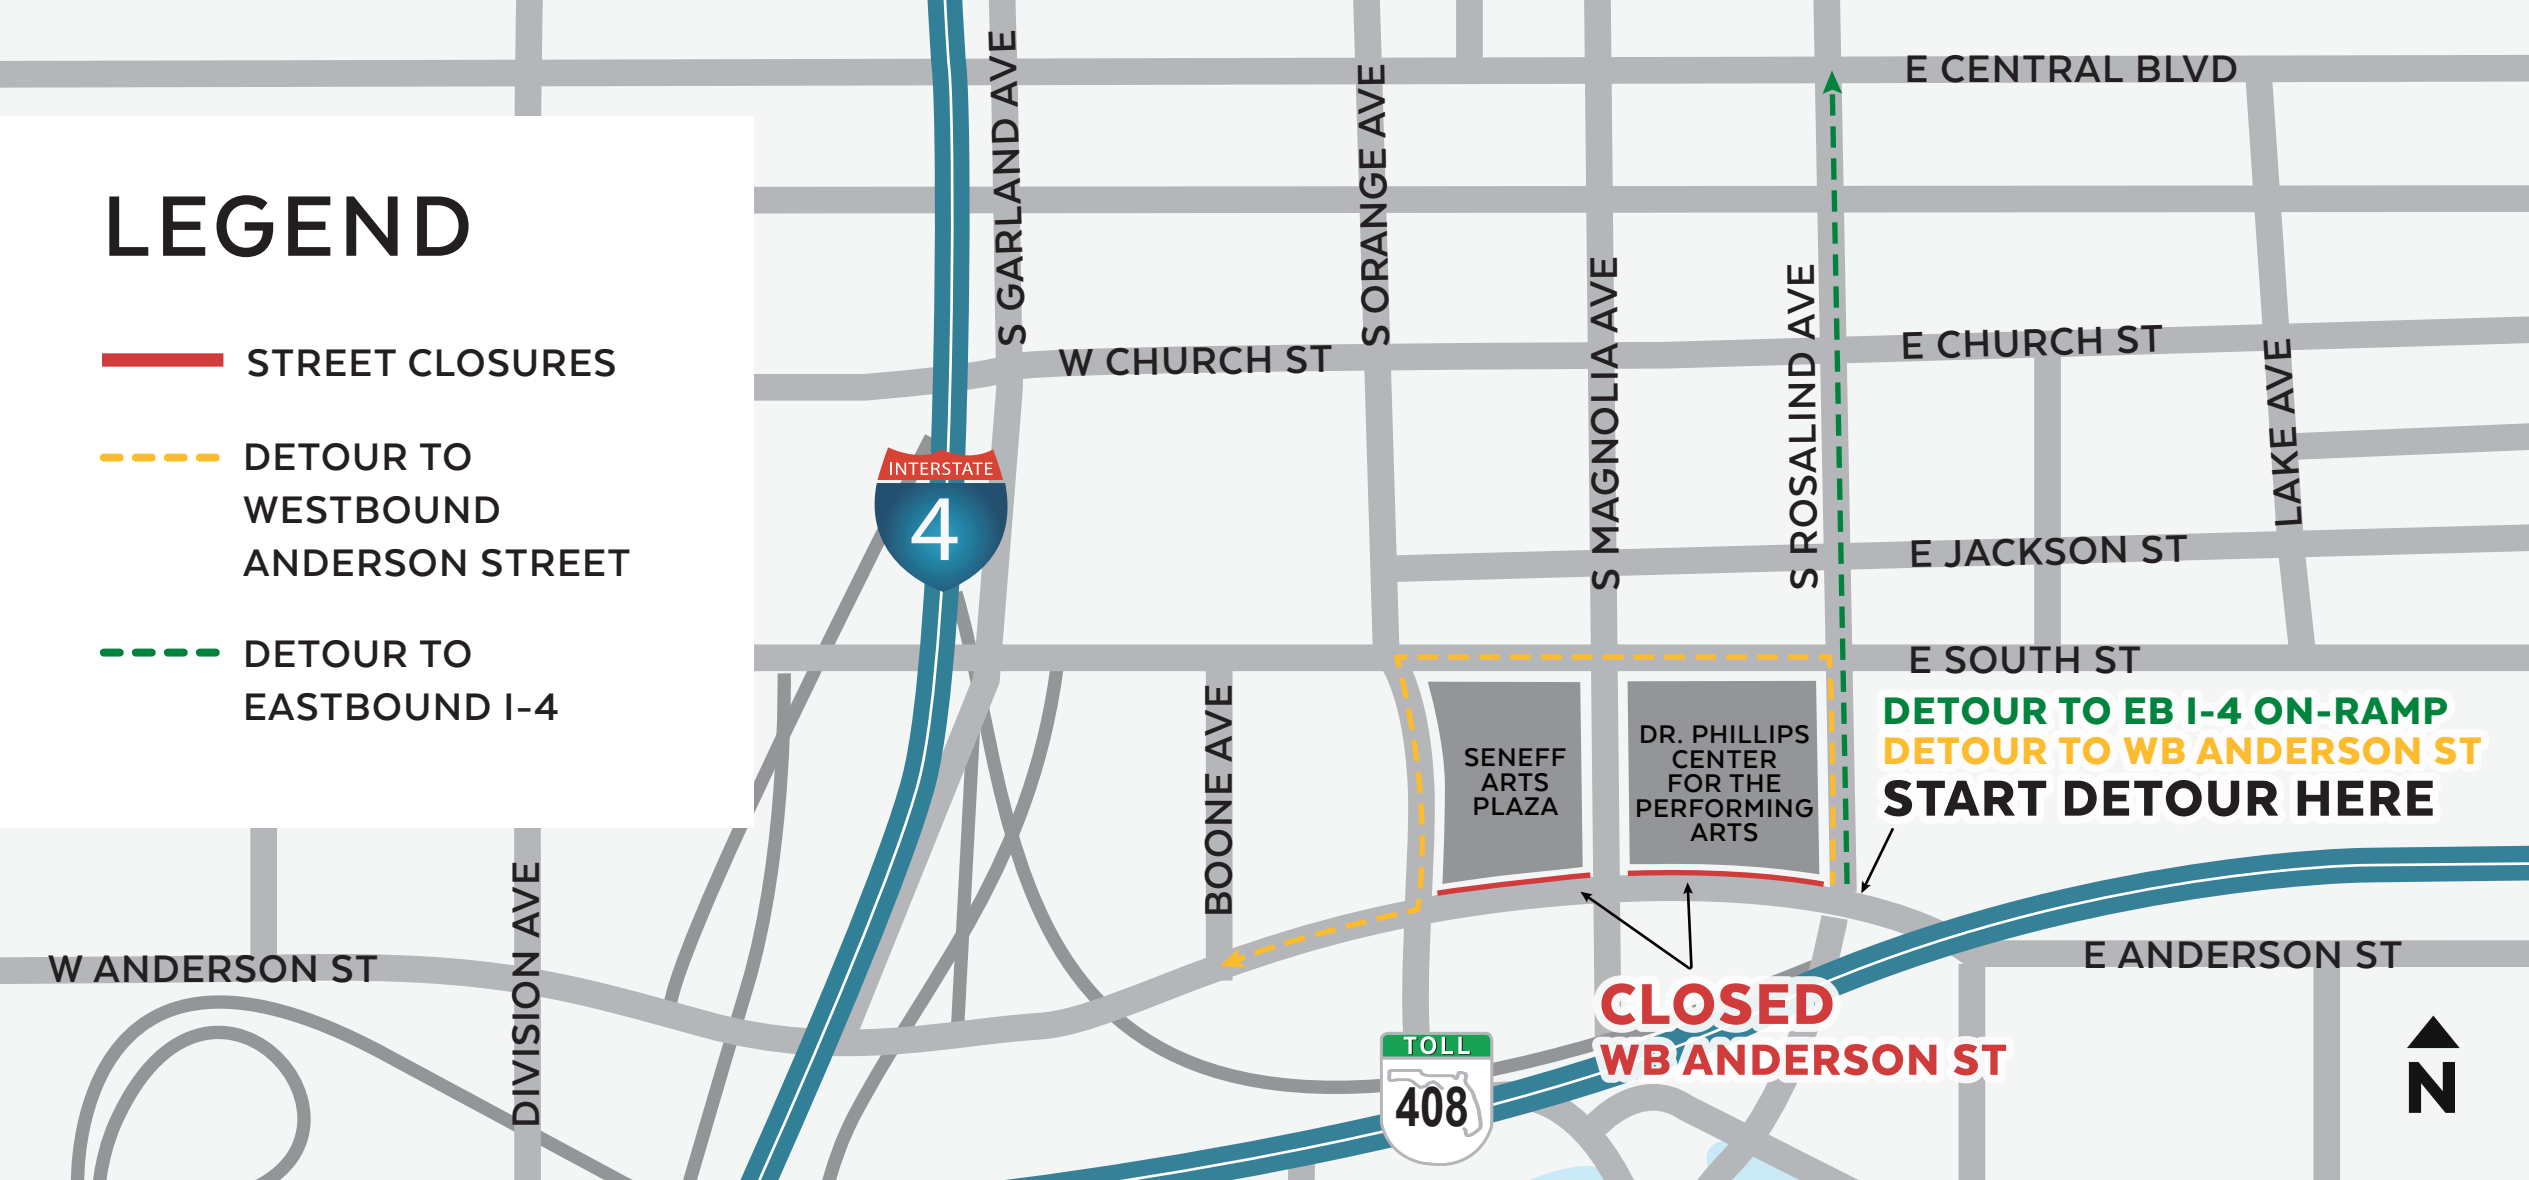 E CENTRAL BLVD
S GARLAND AVE
S ORANGE AVE
LEGEND
STREET CLOSURES
DETOUR TO
WESTBOUND
ANDERSON STREET
DETOUR TO
EASTBOUND I-4
S MAGNOLIA AVE
S ROSALIND AVE
W CHURCH ST
E CHURCH ST
LAKE AVE
INTERSTATE
4
E JACKSON ST
E SOUTH ST
BOONE AVE
SENEFF
ARTS
PLAZA
DR. PHILLIPS
CENTER
FOR THE
PERFORMING
ARTS
DETOUR TO EB I-4 ON-RAMP
DETOUR TO WB ANDERSON ST
START DETOUR HERE
DIVISION AVE
W ANDERSON ST
E ANDERSON ST
CLOSED
WB ANDERSON ST
TOLL
408
N